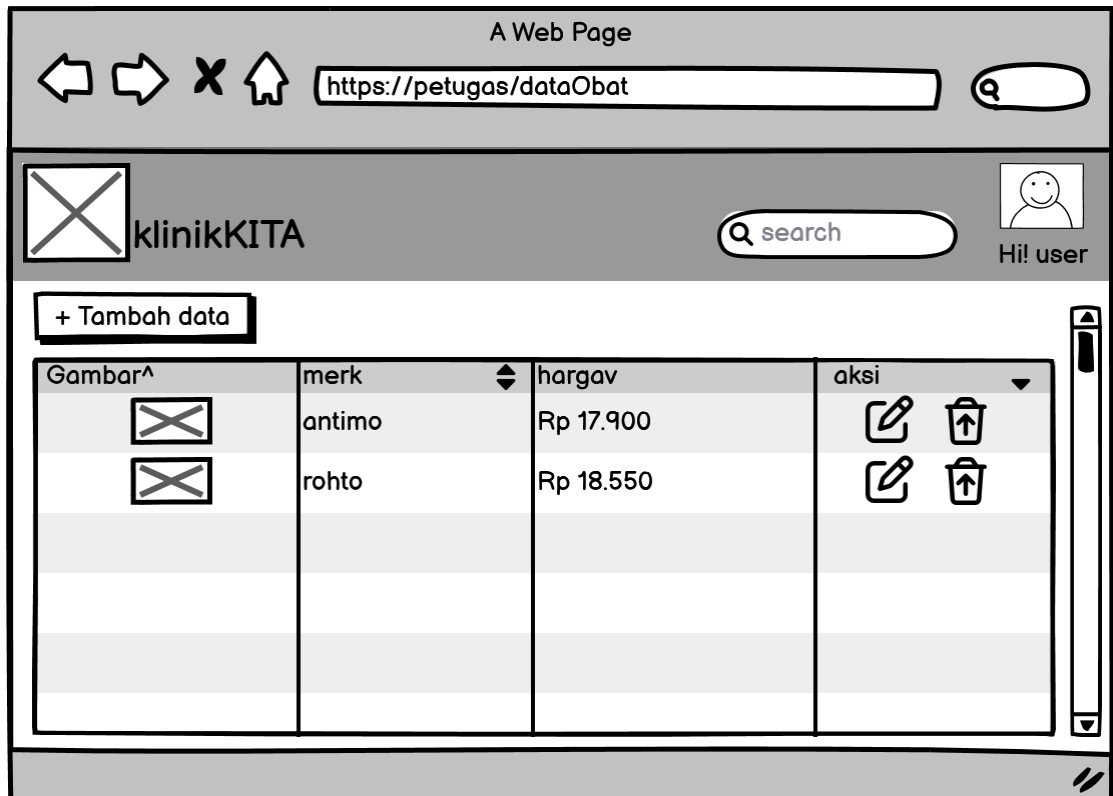 A Web Page
https://petugas/dataObat
klinikKITA
search
Hi! user
+ Tambah data
Gambar^ merk hargav aksi
antimo Rp 17.900
rohto Rp 18.550